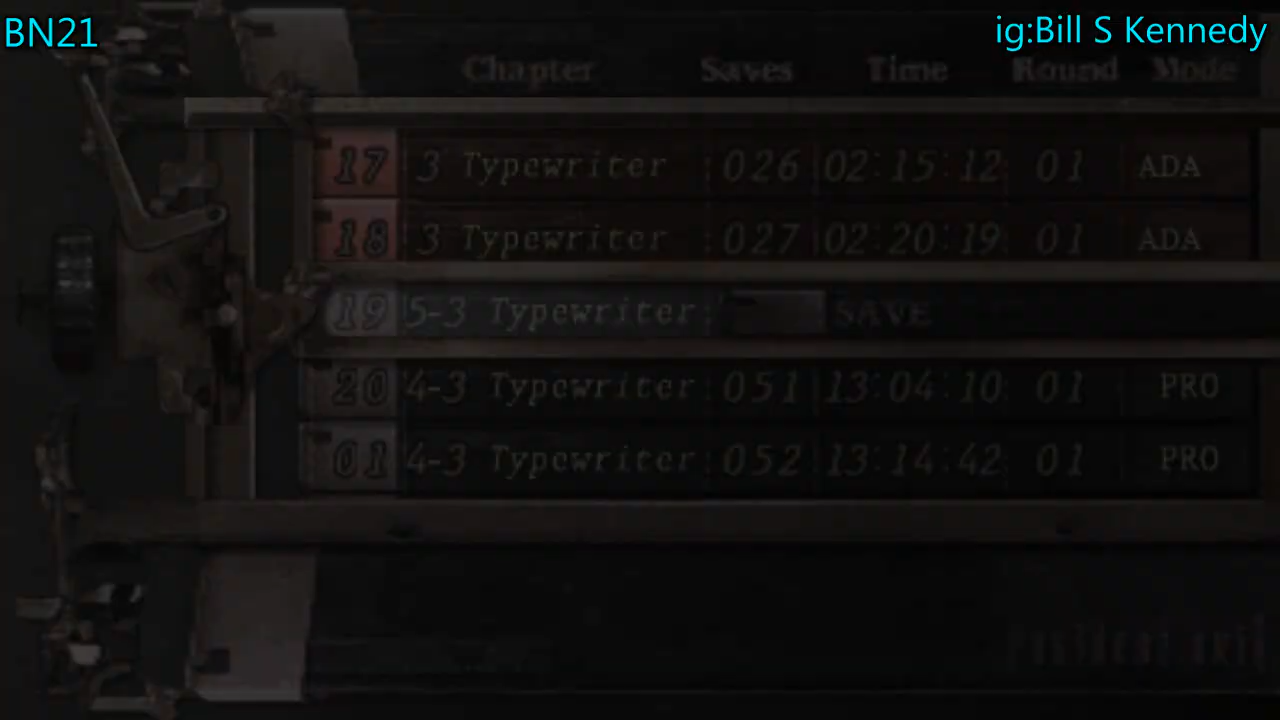 BN21
ig:Bill S Kennedy
Chapter Saves Time Round Mode
17 3 Typewriter 026 02:15:12 01 ADA
18 3 Typewriter 027 02:20:19 01 ADA
19 5-3 Typewriter SAVE
20 4-3 Typewriter 051 13:04:10 01 PRO
01 4-3 Typewriter 052 13:14:42 01 PRO
resident evil